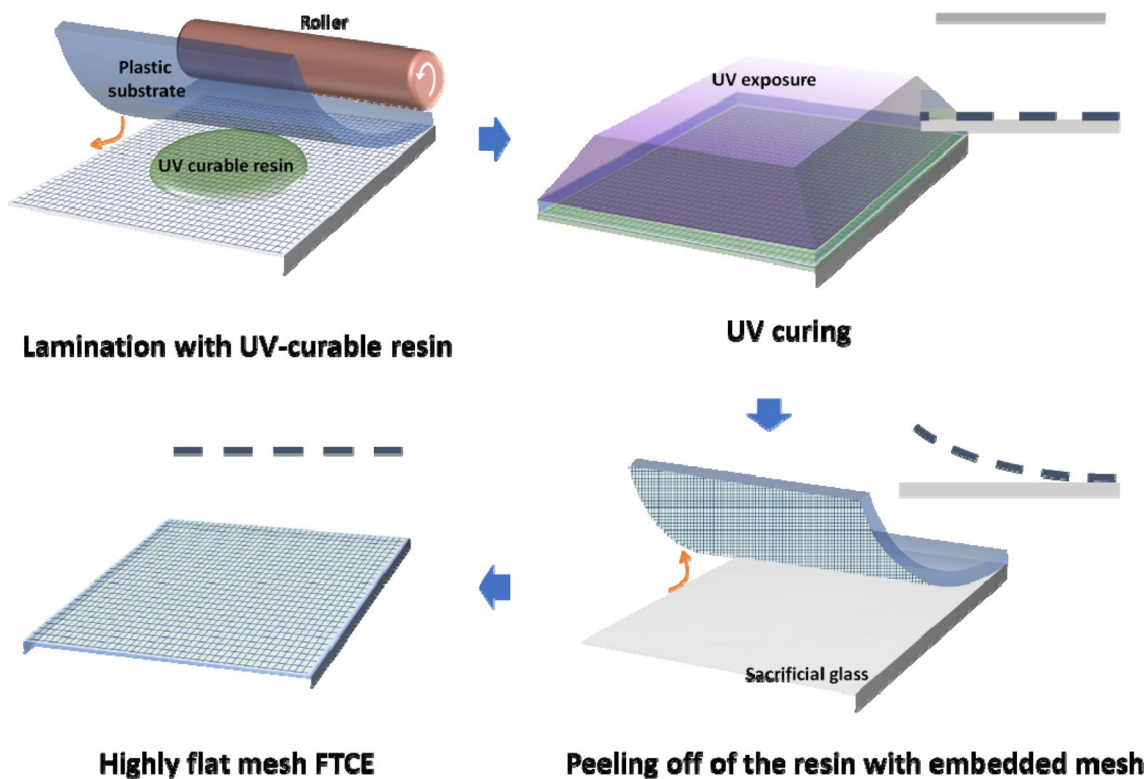 Roller
Plastic
substrate
UV curable resin
Lamination with UV-curable resin
UV exposure
UV curing
Sacrificial glass
Peeling off of the resin with embedded mesh
Highly flat mesh FTCE